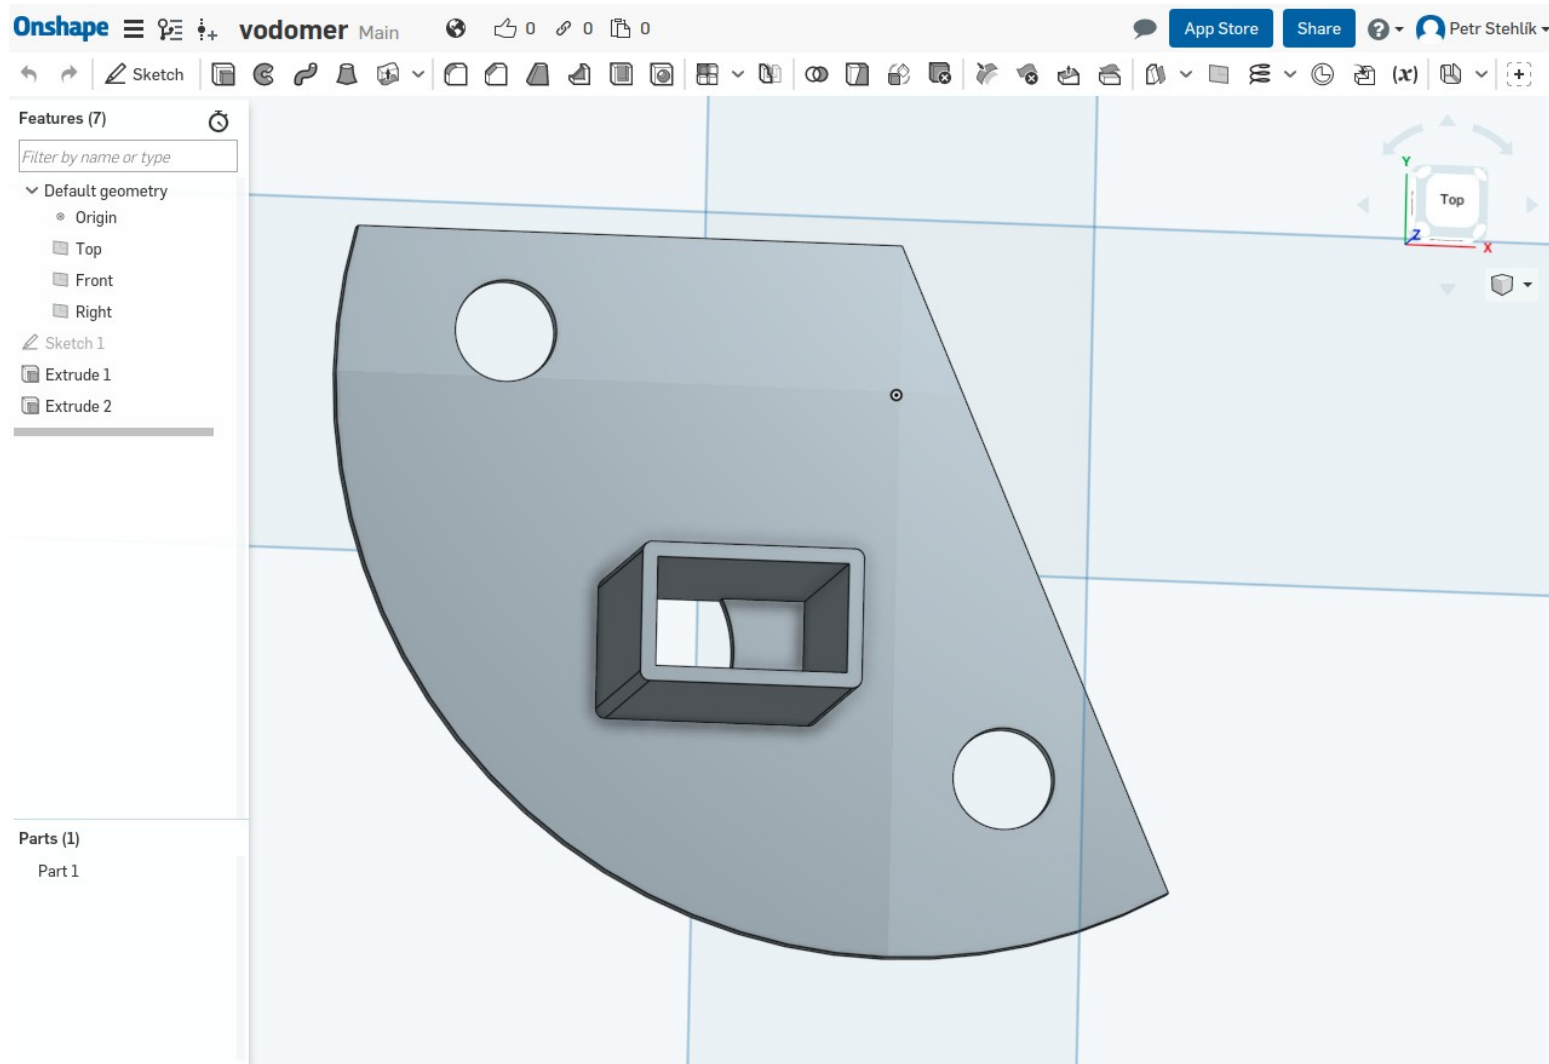 Onshape vodomer Main 0 0 0 App Store Share ? Petr Stehlík
Sketch (x)
Features (7)
Filter by name or type
Default geometry
Origin
Top
Front
Right
Sketch 1
Extrude 1
Extrude 2
Y
Top
Z
X
Parts (1)
Part 1